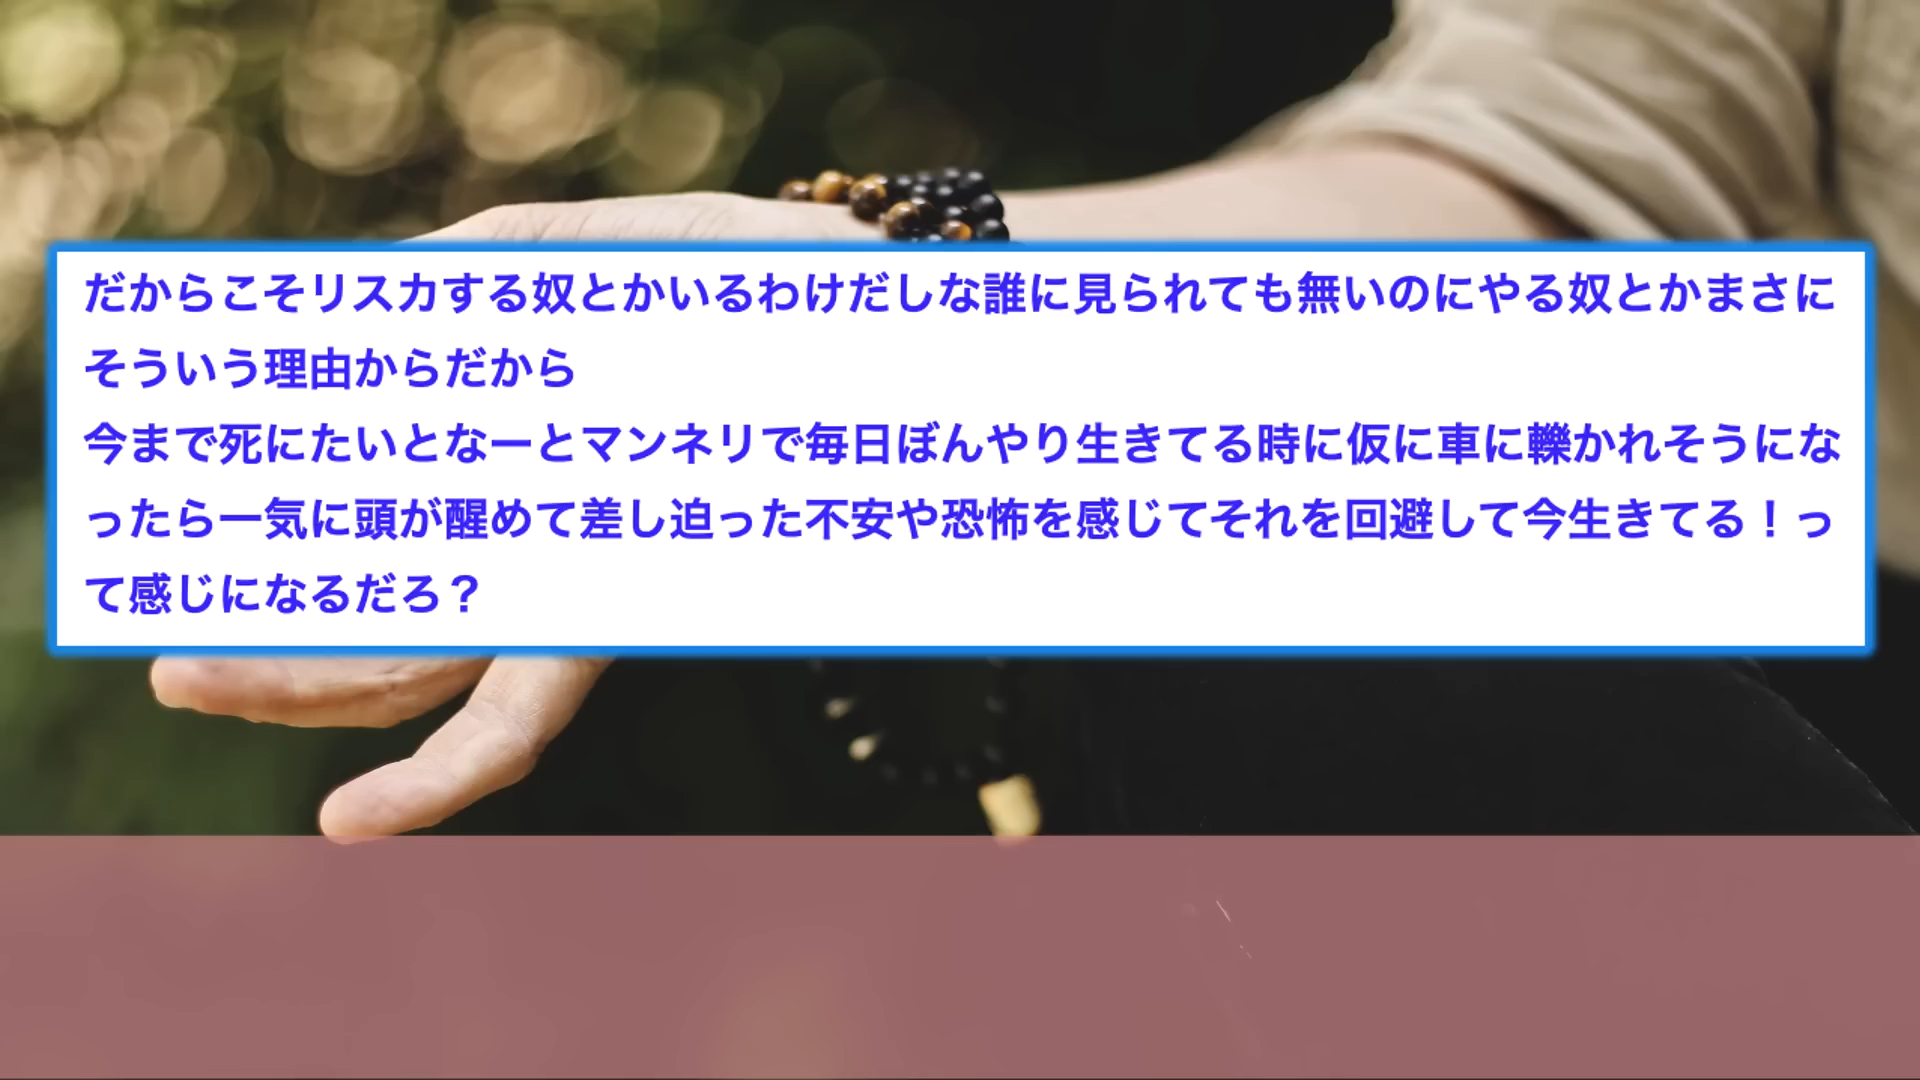 だからこそリスカする奴とかいるわけだしな誰に見られても無いのにやる奴とかまさに
そういう理由からだから
今まで死にたいとなーとマンネリで毎日ぼんやり生きてる時に仮に車に轢かれそうにな
ったら一気に頭が醒めて差し迫った不安や恐怖を感じてそれを回避して今生きてる！っ
て感じになるだろ？